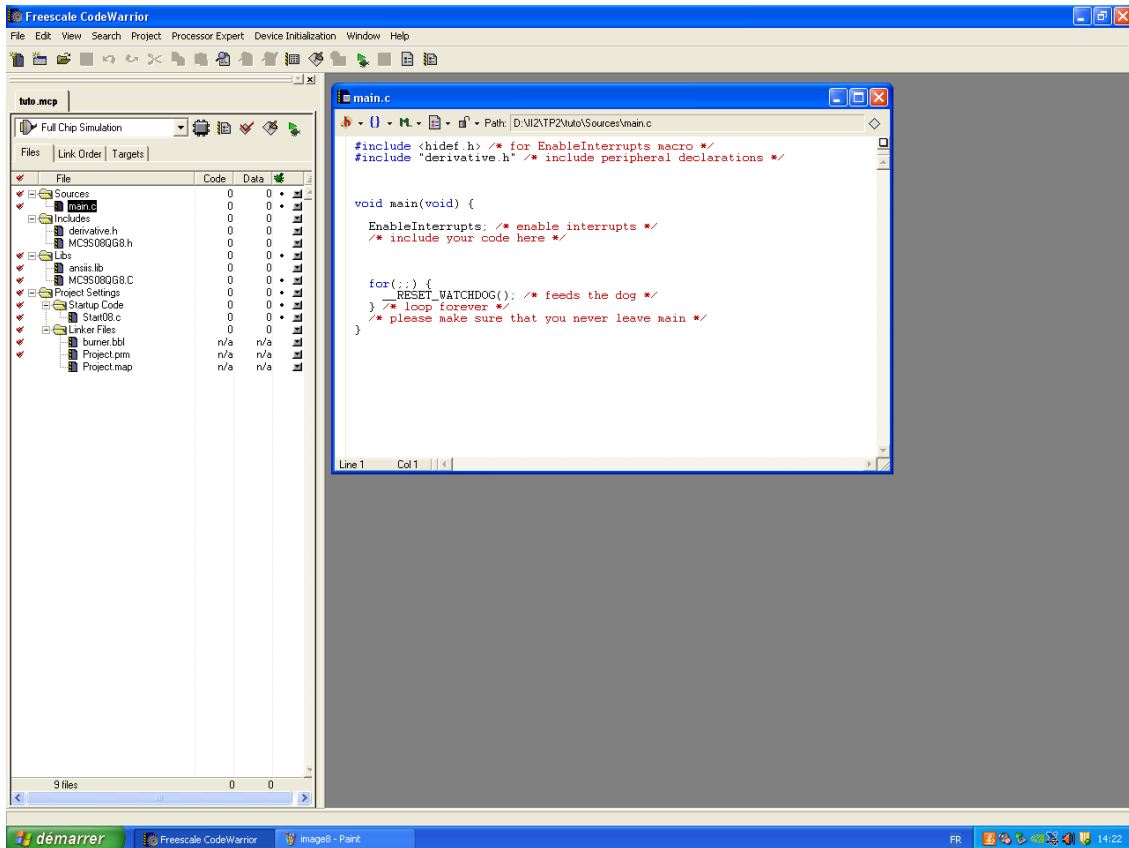 Freescale CodeWarrior
File Edit View Search Project Processor Expert Device Initialization Window Help
tuto.mcp
Full Chip Simulation
Files Link Order Targets
File Code Data
Sources 0 0
main.c 0 0
Includes 0 0
derivative.h 0 0
MC9S08QG8.h 0 0
Libs 0 0
ansiis.lib 0 0
MC9S08QG8.C 0 0
Project Settings 0 0
Startup Code 0 0
Start08.c 0 0
Linker Files 0 0
burner.bbl n/a n/a
Project.prm n/a n/a
Project.map n/a n/a
9 files 0 0
main.c
h {} M. Path: D:\II2\TP2\tuto\Sources\main.c
#include <hidef.h> /* for EnableInterrupts macro */
#include "derivative.h" /* include peripheral declarations */
void main(void) {
EnableInterrupts; /* enable interrupts */
/* include your code here */
for(;;) {
__RESET_WATCHDOG(); /* feeds the dog */
} /* loop forever */
/* please make sure that you never leave main */
}
Line 1 Col 1
démarrer Freescale CodeWarrior image8 - Paint FR 14:22